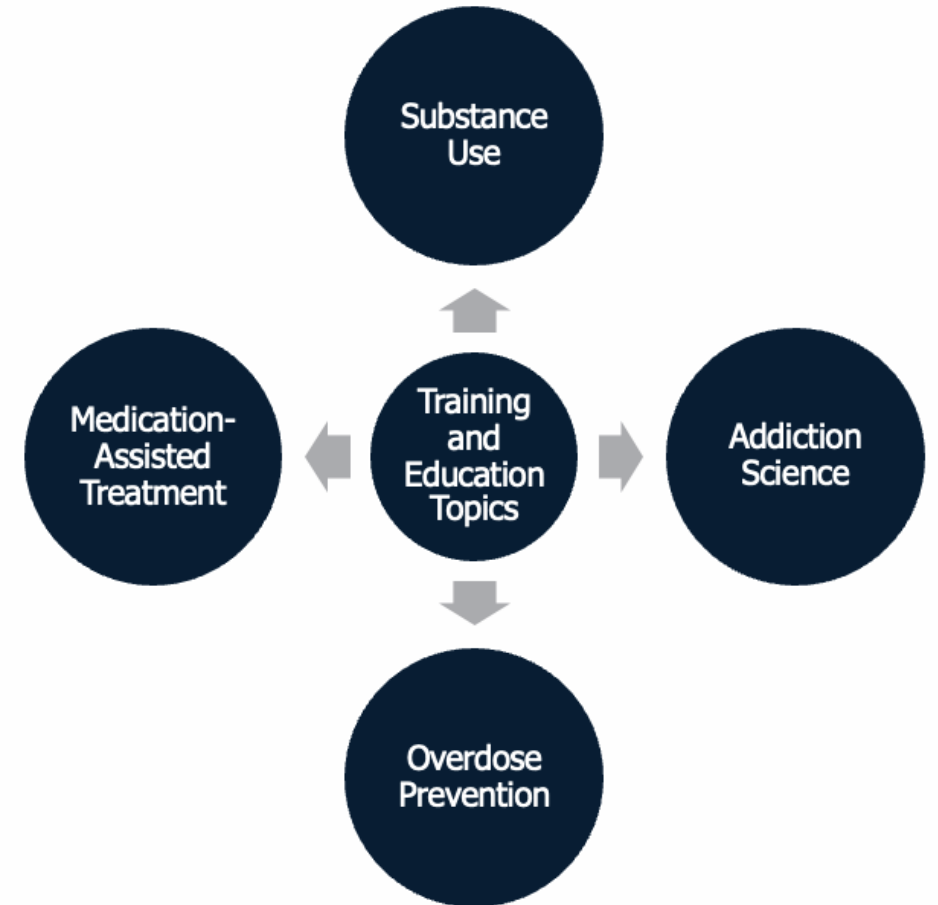 Substance
Use
Medication-
Assisted
Treatment
Training
and
Education
Topics
Addiction
Science
Overdose
Prevention